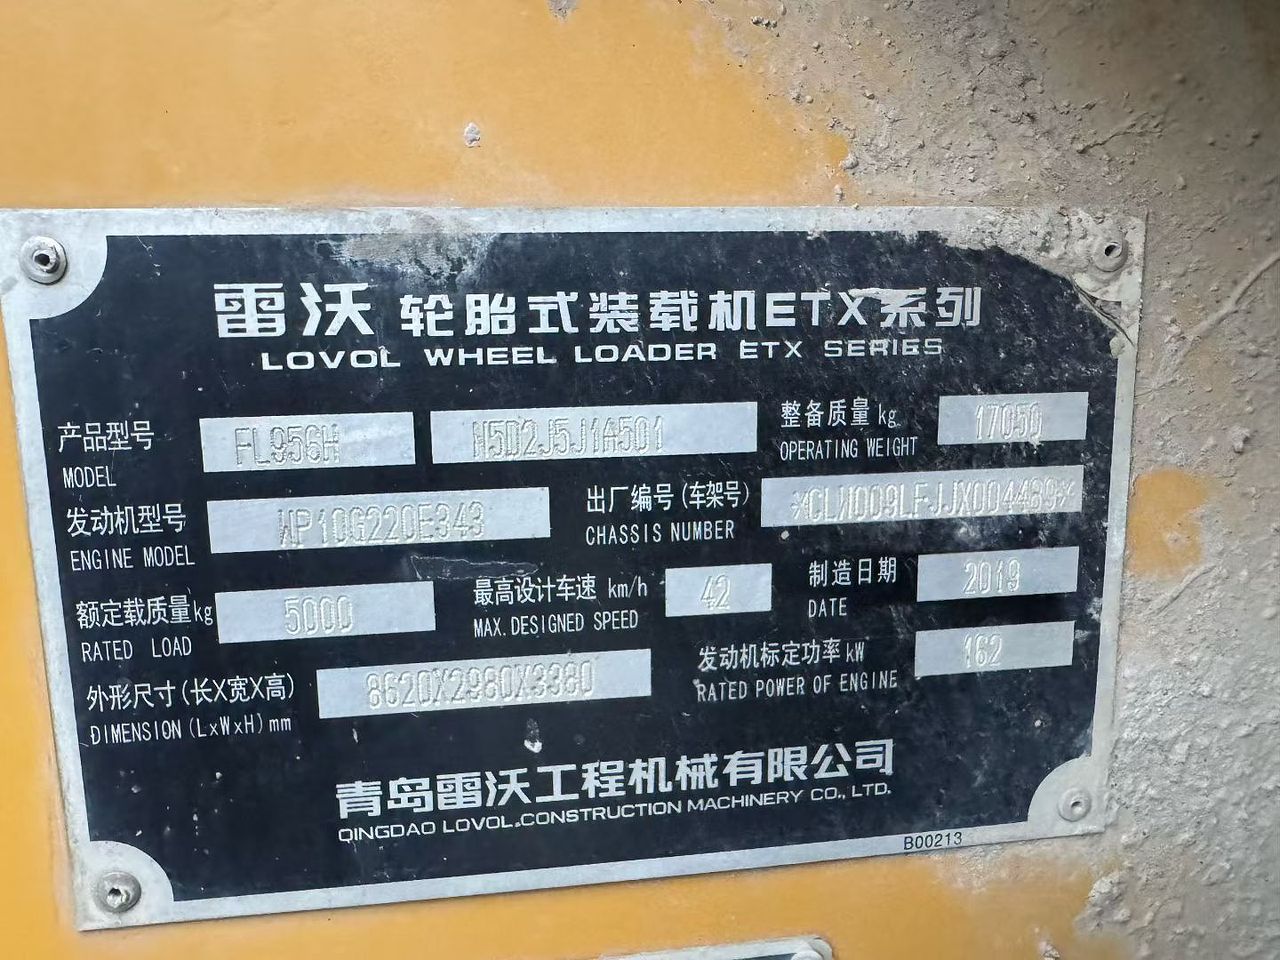 雷沃 轮胎式装载机ETX系列
LOVOL WHEEL LOADER ETX SERIES
产品型号 FL956H N5D2J5J1A501 整备质量 kg 17050
MODEL OPERATING WEIGHT
发动机型号 WP10G220E343 出厂编号(车架号) *CLW009LFJJX004489*
ENGINE MODEL CHASSIS NUMBER
额定载质量kg 5000 最高设计车速 km/h 42 制造日期 2019
RATED LOAD MAX.DESIGNED SPEED DATE
外形尺寸(长X宽X高) 8620X2980X3380 发动机标定功率kW 162
DIMENSION(LxWxH)mm RATED POWER OF ENGINE
青岛雷沃工程机械有限公司
QINGDAO LOVOL CONSTRUCTION MACHINERY CO., LTD.
B00213